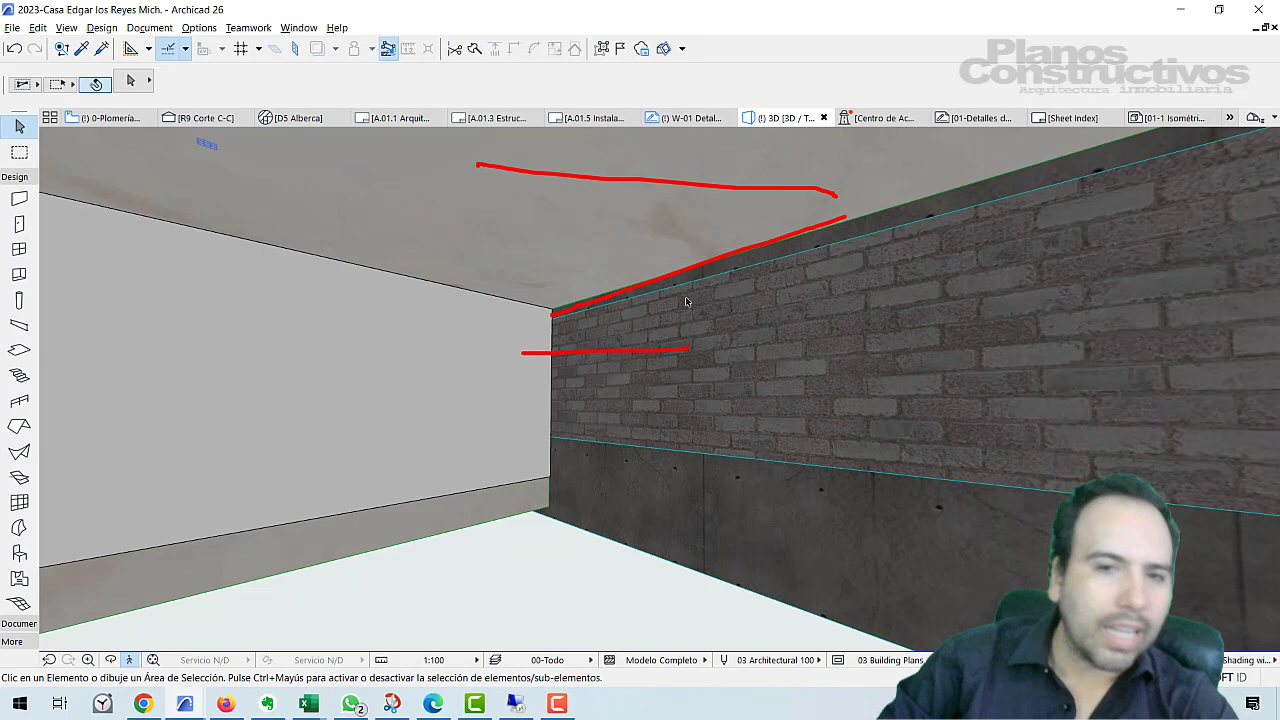 2023-Casa Edgar los Reyes Mich. - Archicad 26
File Edit View Design Document Options Teamwork Window Help
Planos
Constructivos
Arquitectura inmobiliaria
(!) 0-Plomería... [R9 Corte C-C] [D5 Alberca] [A.01.1 Arquit... [A.01.3 Estruc... [A.01.5 Instala... (!) W-01 Detal... (!) 3D [3D / T... [Centro de Ac... [01-Detalles d... [Sheet Index] [01-1 Isométri...
Design
Documen
More
Servicio N/D Servicio N/D 1:100 00-Todo Modelo Completo 03 Architectural 100 03 Building Plans Shading wi...
Clic en un Elemento o dibuje un Área de Selección. Pulse Ctrl+Mayús para activar o desactivar la selección de elementos/sub-elementos.
OFT ID
2